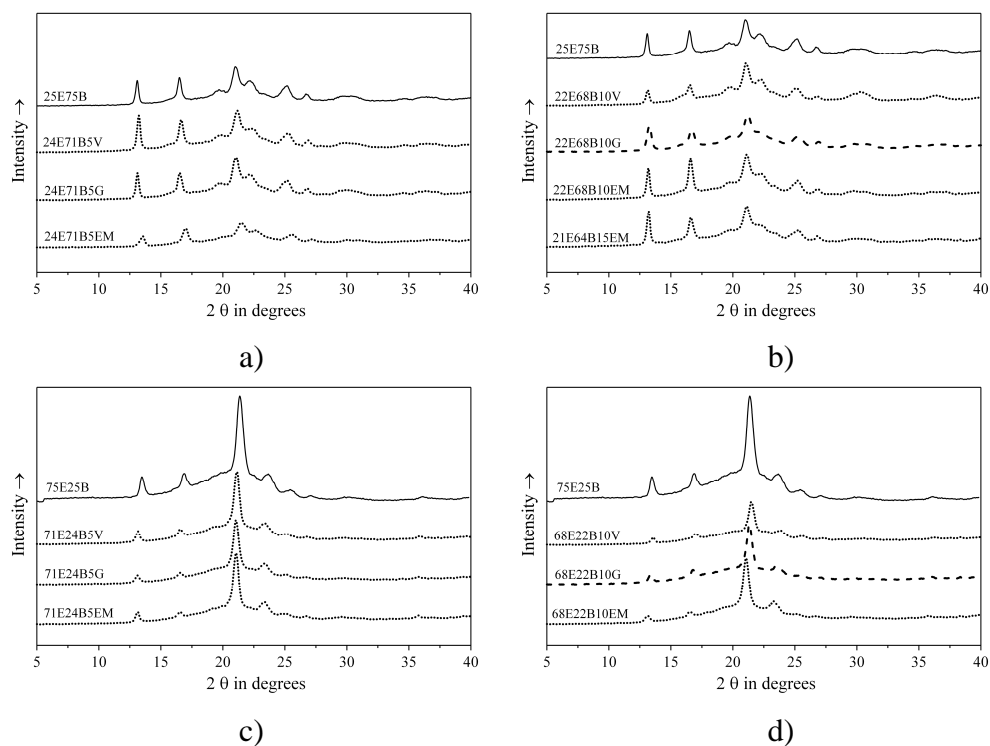 Intensity →
25E75B
24E71B5V
24E71B5G
24E71B5EM
5 10 15 20 25 30 35 40
2 θ in degrees
a)
Intensity →
25E75B
22E68B10V
22E68B10G
22E68B10EM
21E64B15EM
5 10 15 20 25 30 35 40
2 θ in degrees
b)
Intensity →
75E25B
71E24B5V
71E24B5G
71E24B5EM
5 10 15 20 25 30 35 40
2 θ in degrees
c)
Intensity →
75E25B
68E22B10V
68E22B10G
68E22B10EM
5 10 15 20 25 30 35 40
2 θ in degrees
d)